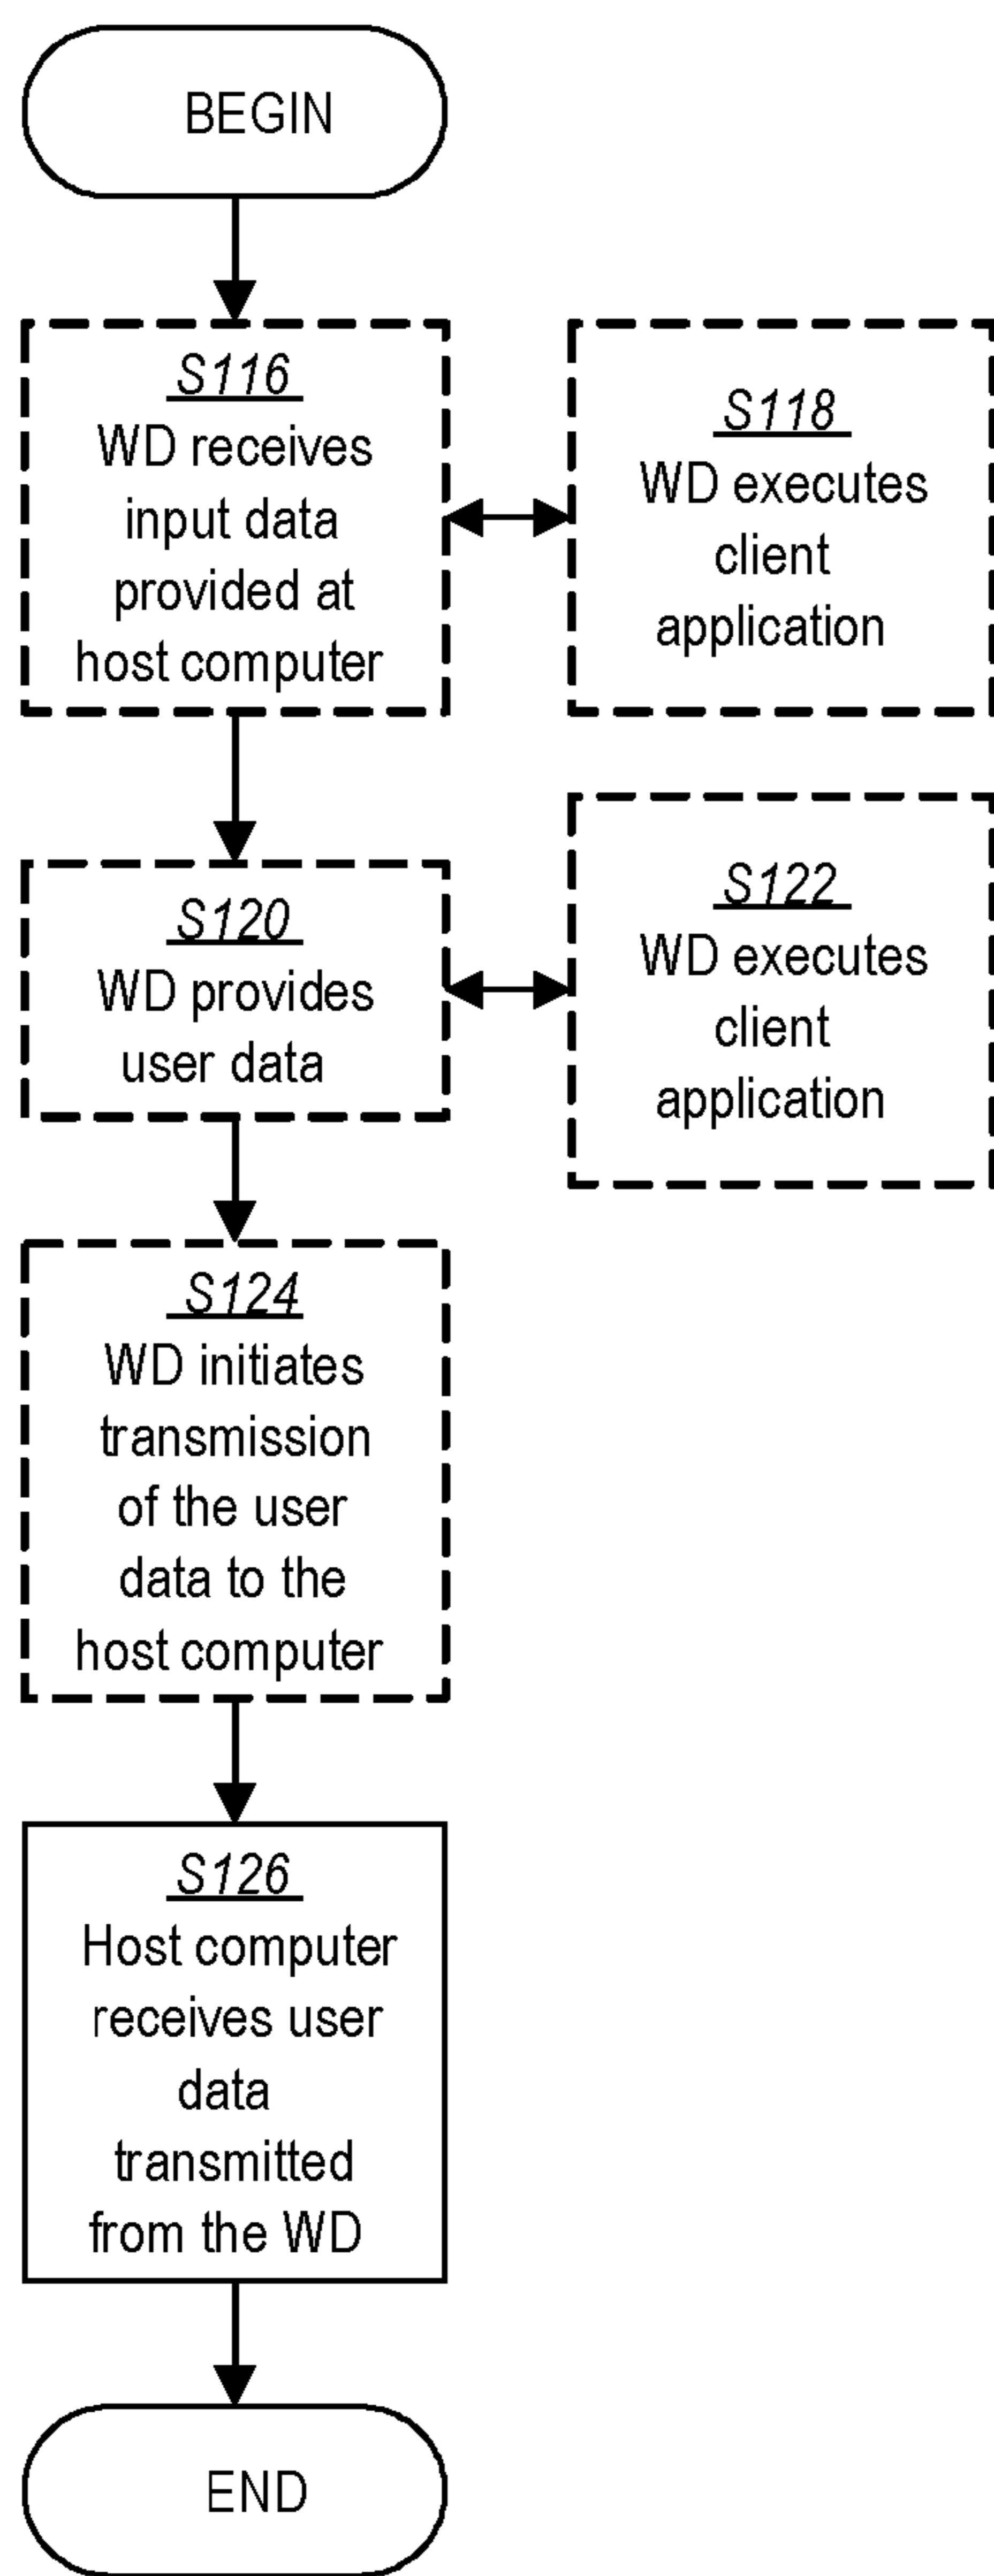 BEGIN
S116
WD receives
input data
provided at
host computer
S118
WD executes
client
application
S120
WD provides
user data
S122
WD executes
client
application
S124
WD initiates
transmission
of the user
data to the
host computer
S126
Host computer
receives user
data
transmitted
from the WD
END